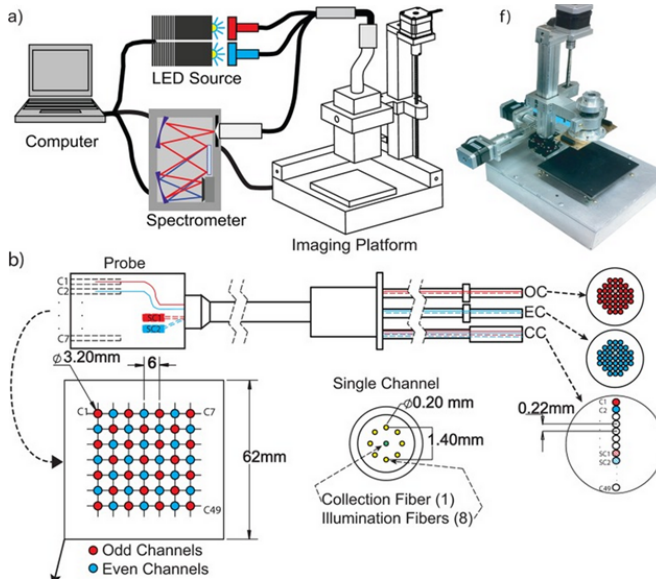 a)
f)
LED Source
Computer
Spectrometer
Imaging Platform
b)
Probe
C1
C2
C7
SC1
SC2
OC
EC
CC
ø3.20mm
6
C1
C7
C49
62mm
Single Channel
ø0.20 mm
1.40mm
Collection Fiber (1)
Illumination Fibers (8)
0.22mm
C1
C2
SC1
SC2
C49
Odd Channels
Even Channels